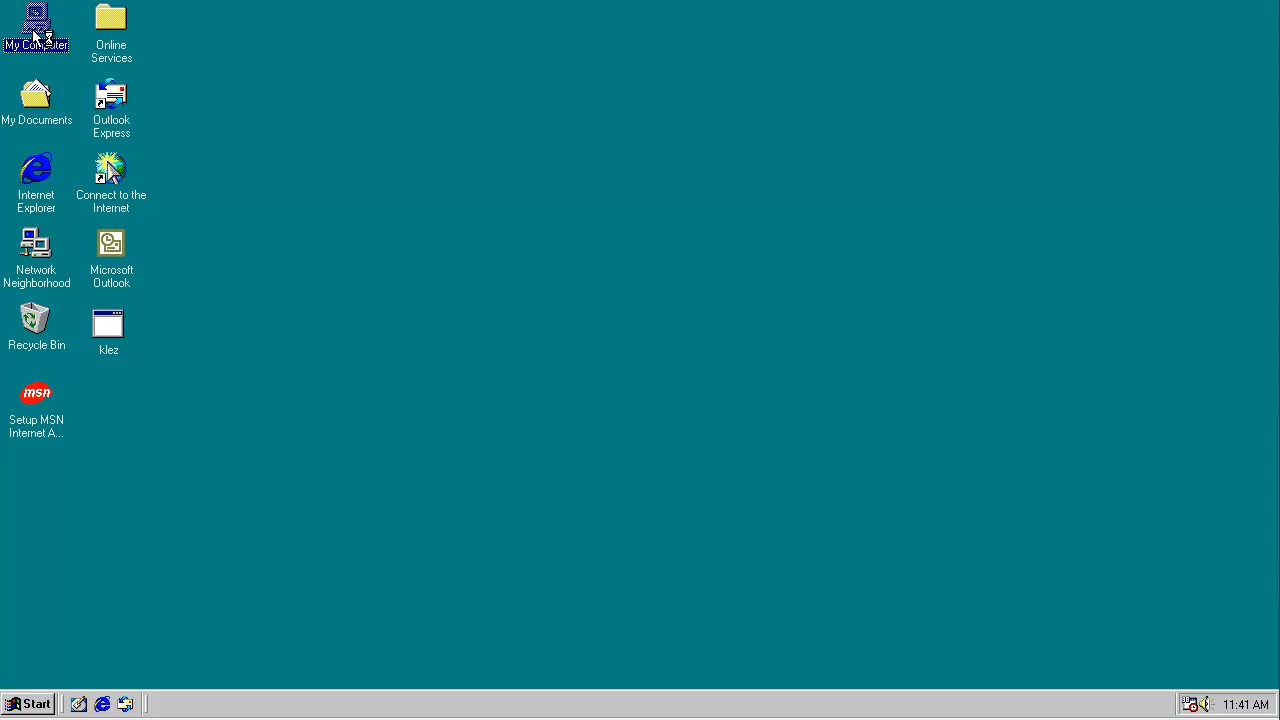 My Computer
Online
Services
My Documents
Outlook
Express
Internet
Explorer
Connect to the
Internet
Network
Neighborhood
Microsoft
Outlook
Recycle Bin
klez
msn
Setup MSN
Internet A...
Start
11:41 AM